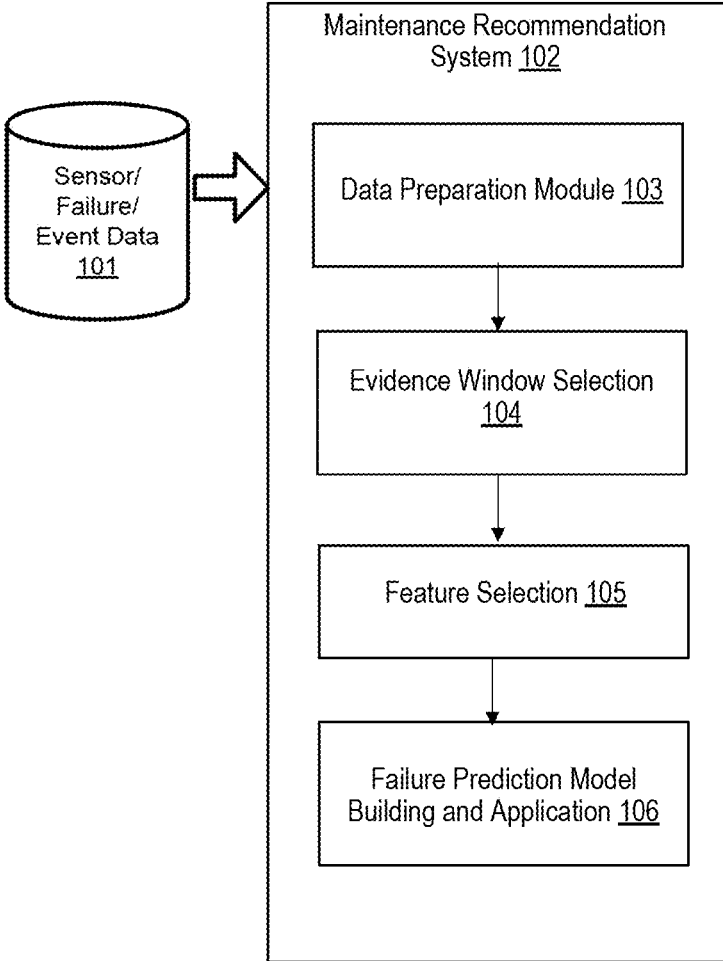 Maintenance Recommendation
System 102
Sensor/
Failure/
Event Data
101
Data Preparation Module 103
Evidence Window Selection
104
Feature Selection 105
Failure Prediction Model
Building and Application 106